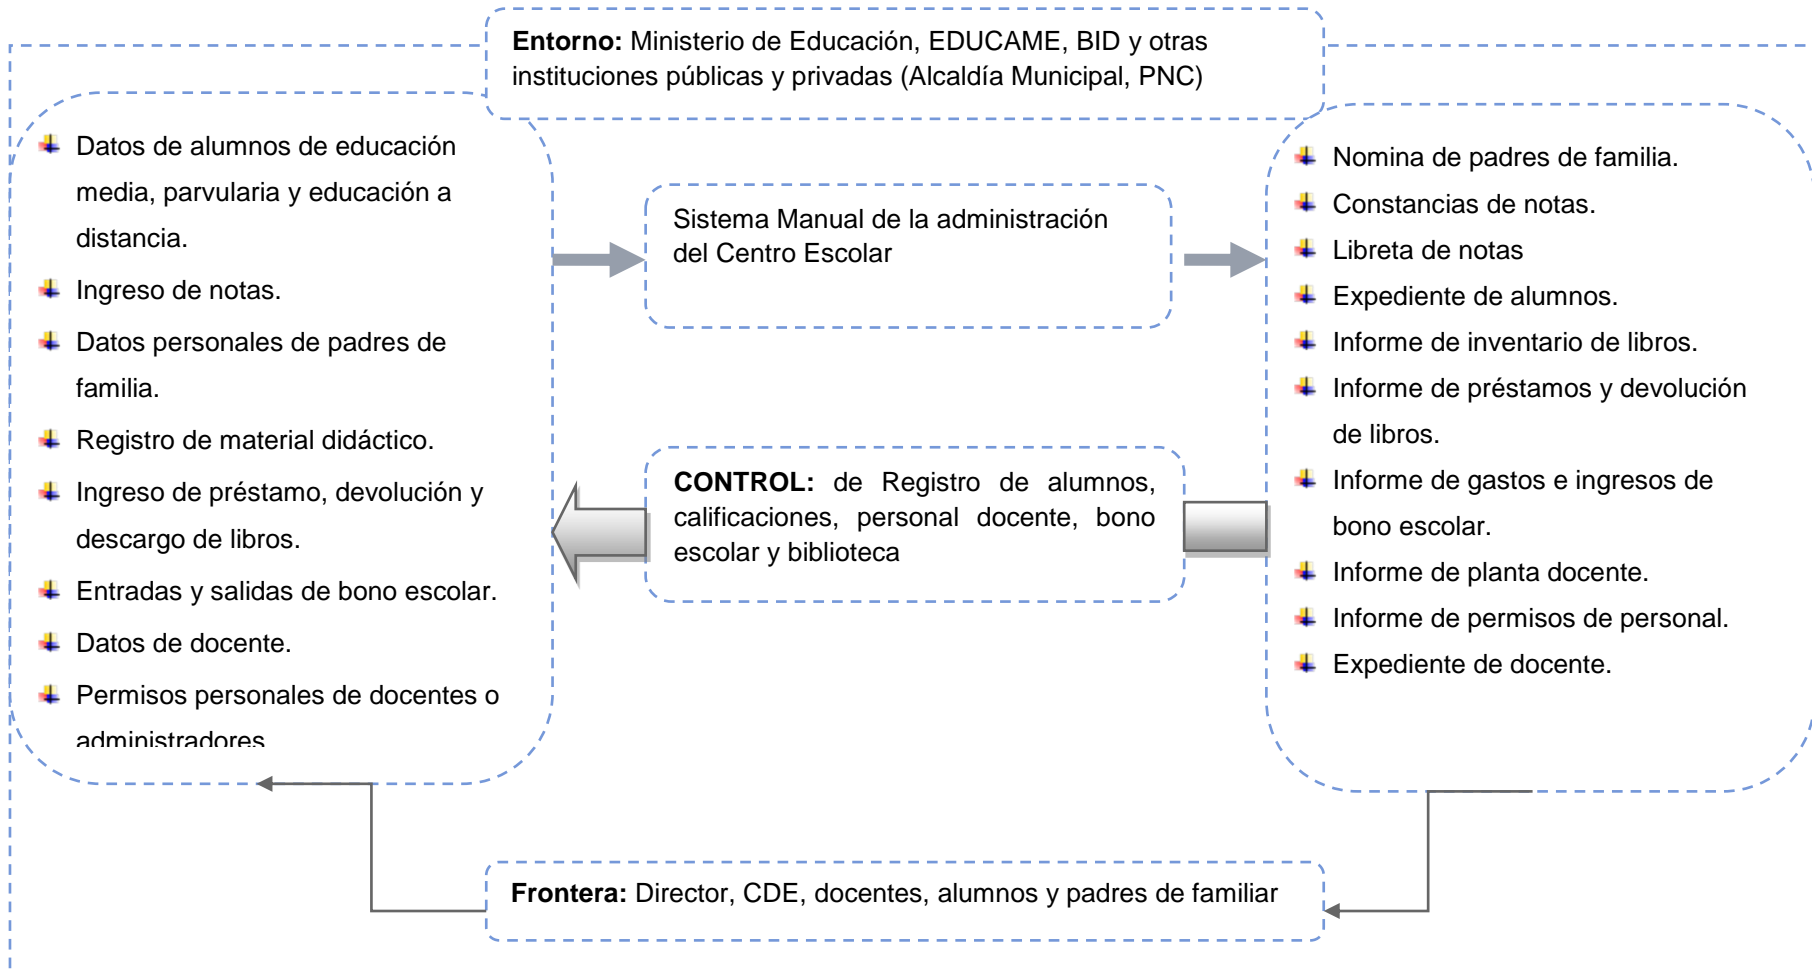 Entorno: Ministerio de Educación, EDUCAME, BID y otras
instituciones públicas y privadas (Alcaldía Municipal, PNC)
Datos de alumnos de educación
media, parvularia y educación a
distancia.
Ingreso de notas.
Datos personales de padres de
familia.
Registro de material didáctico.
Ingreso de préstamo, devolución y
descargo de libros.
Entradas y salidas de bono escolar.
Datos de docente.
Permisos personales de docentes o
administradores
Sistema Manual de la administración
del Centro Escolar
CONTROL: de Registro de alumnos,
calificaciones, personal docente, bono
escolar y biblioteca
Nomina de padres de familia.
Constancias de notas.
Libreta de notas
Expediente de alumnos.
Informe de inventario de libros.
Informe de préstamos y devolución
de libros.
Informe de gastos e ingresos de
bono escolar.
Informe de planta docente.
Informe de permisos de personal.
Expediente de docente.
Frontera: Director, CDE, docentes, alumnos y padres de familiar